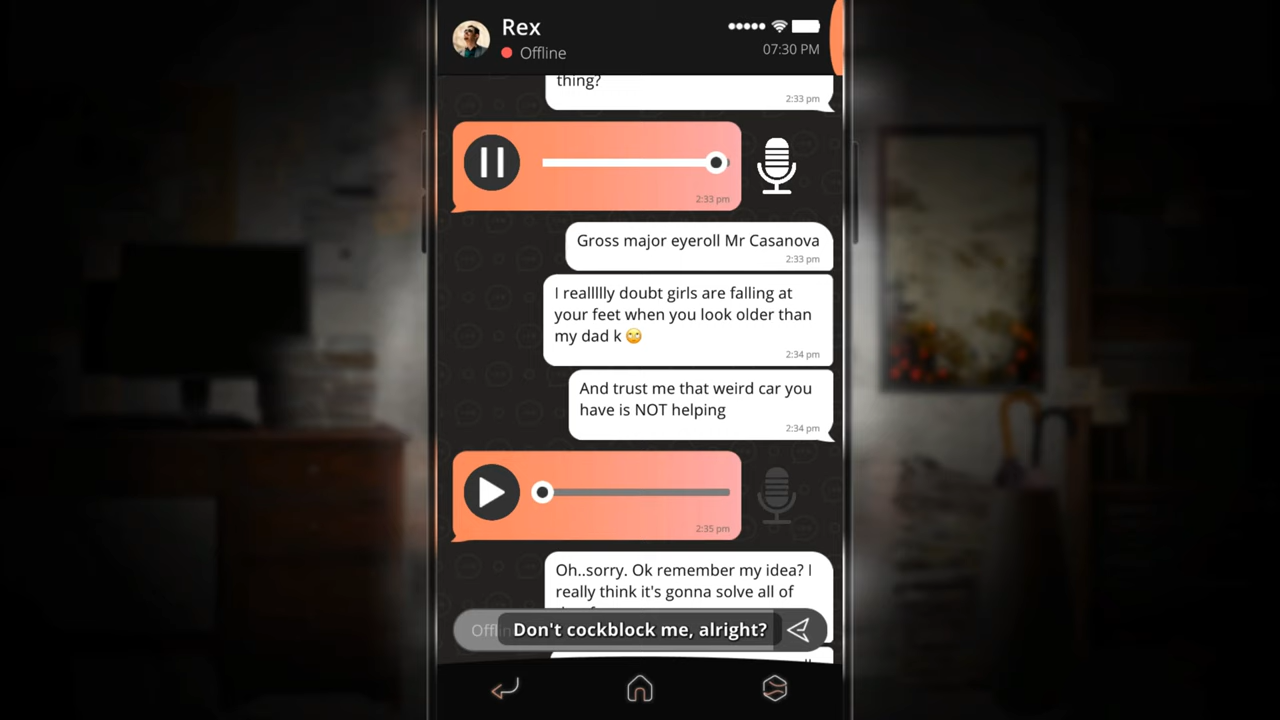 Rex
Offline
07:30 PM
thing?
2:33 pm
2:33 pm
Gross major eyeroll Mr Casanova
2:33 pm
I reallllly doubt girls are falling at
your feet when you look older than
my dad k 🙄
2:34 pm
And trust me that weird car you
have is NOT helping
2:34 pm
2:35 pm
Oh..sorry. Ok remember my idea? I
really think it's gonna solve all of
Don't cockblock me, alright?